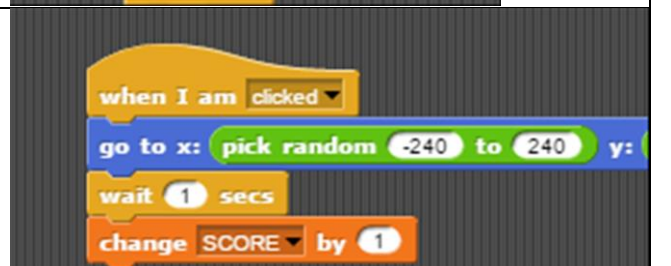 when I am clicked
go to x: pick random -240 to 240 y:
wait 1 secs
change SCORE by 1